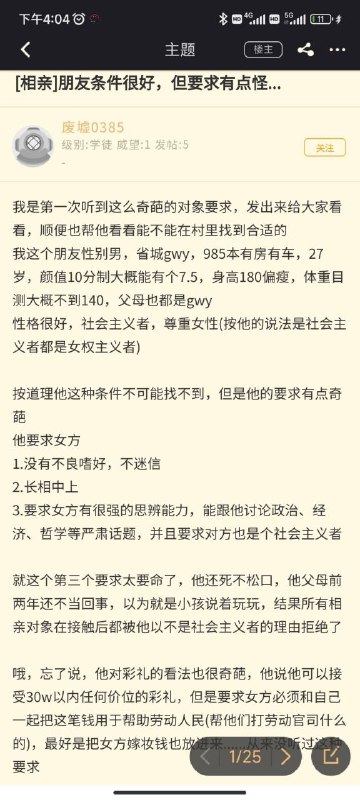 下午4:04
4G
5G
11
主题
楼主
[相亲]朋友条件很好，但要求有点怪...
废墟0385
级别:学徒 威望:1 发帖:5
关注
-
我是第一次听到这么奇葩的对象要求，发出来给大家看
看，顺便也帮他看看能不能在村里找到合适的
我这个朋友性别男，省城gwy，985本有房有车，27
岁，颜值10分制大概能有个7.5，身高180偏瘦，体重目
测大概不到140，父母也都是gwy
性格很好，社会主义者，尊重女性(按他的说法是社会主
义者都是女权主义者)
按道理他这种条件不可能找不到，但是他的要求有点奇
葩
他要求女方
1.没有不良嗜好，不迷信
2.长相中上
3.要求女方有很强的思辨能力，能跟他讨论政治、经
济、哲学等严肃话题，并且要求对方也是个社会主义者
就这个第三个要求太要命了，他还死不松口，他父母前
两年还不当回事，以为就是小孩说着玩玩，结果所有相
亲对象在接触后都被他以不是社会主义者的理由拒绝了
哦，忘了说，他对彩礼的看法也很奇葩，他说他可以接
受30w以内任何价位的彩礼，但是要求女方必须和自己
一起把这笔钱用于帮助劳动人民(帮他们打劳动官司什么
的)，最好是把女方嫁妆钱也放进来......从来没听过这种
要求
1/25